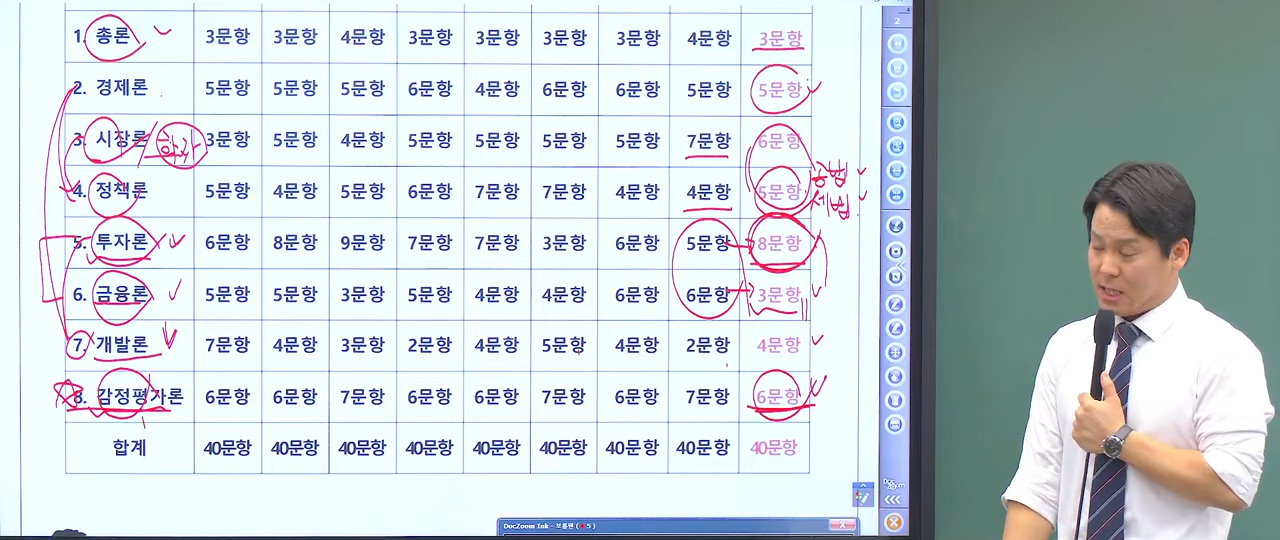 1. 총론 3문항 3문항 4문항 3문항 3문항 3문항 3문항 4문항 3문항
2. 경제론 5문항 5문항 5문항 6문항 4문항 6문항 6문항 5문항 5문항
3. 시장론 3문항 5문항 4문항 5문항 5문항 5문항 5문항 7문항 6문항
4. 정책론 5문항 4문항 5문항 6문항 7문항 7문항 4문항 4문항 5문항
공법
세법
5. 투자론 6문항 8문항 9문항 7문항 7문항 3문항 6문항 5문항 8문항
6. 금융론 5문항 5문항 3문항 5문항 4문항 4문항 6문항 6문항 3문항
7. 개발론 7문항 4문항 3문항 2문항 4문항 5문항 4문항 2문항 4문항
8. 감정평가론 6문항 6문항 7문항 6문항 6문항 7문항 6문항 7문항 6문항
합계 40문항 40문항 40문항 40문항 40문항 40문항 40문항 40문항 40문항
DocZoom Ink - 보통펜 ( 5 )